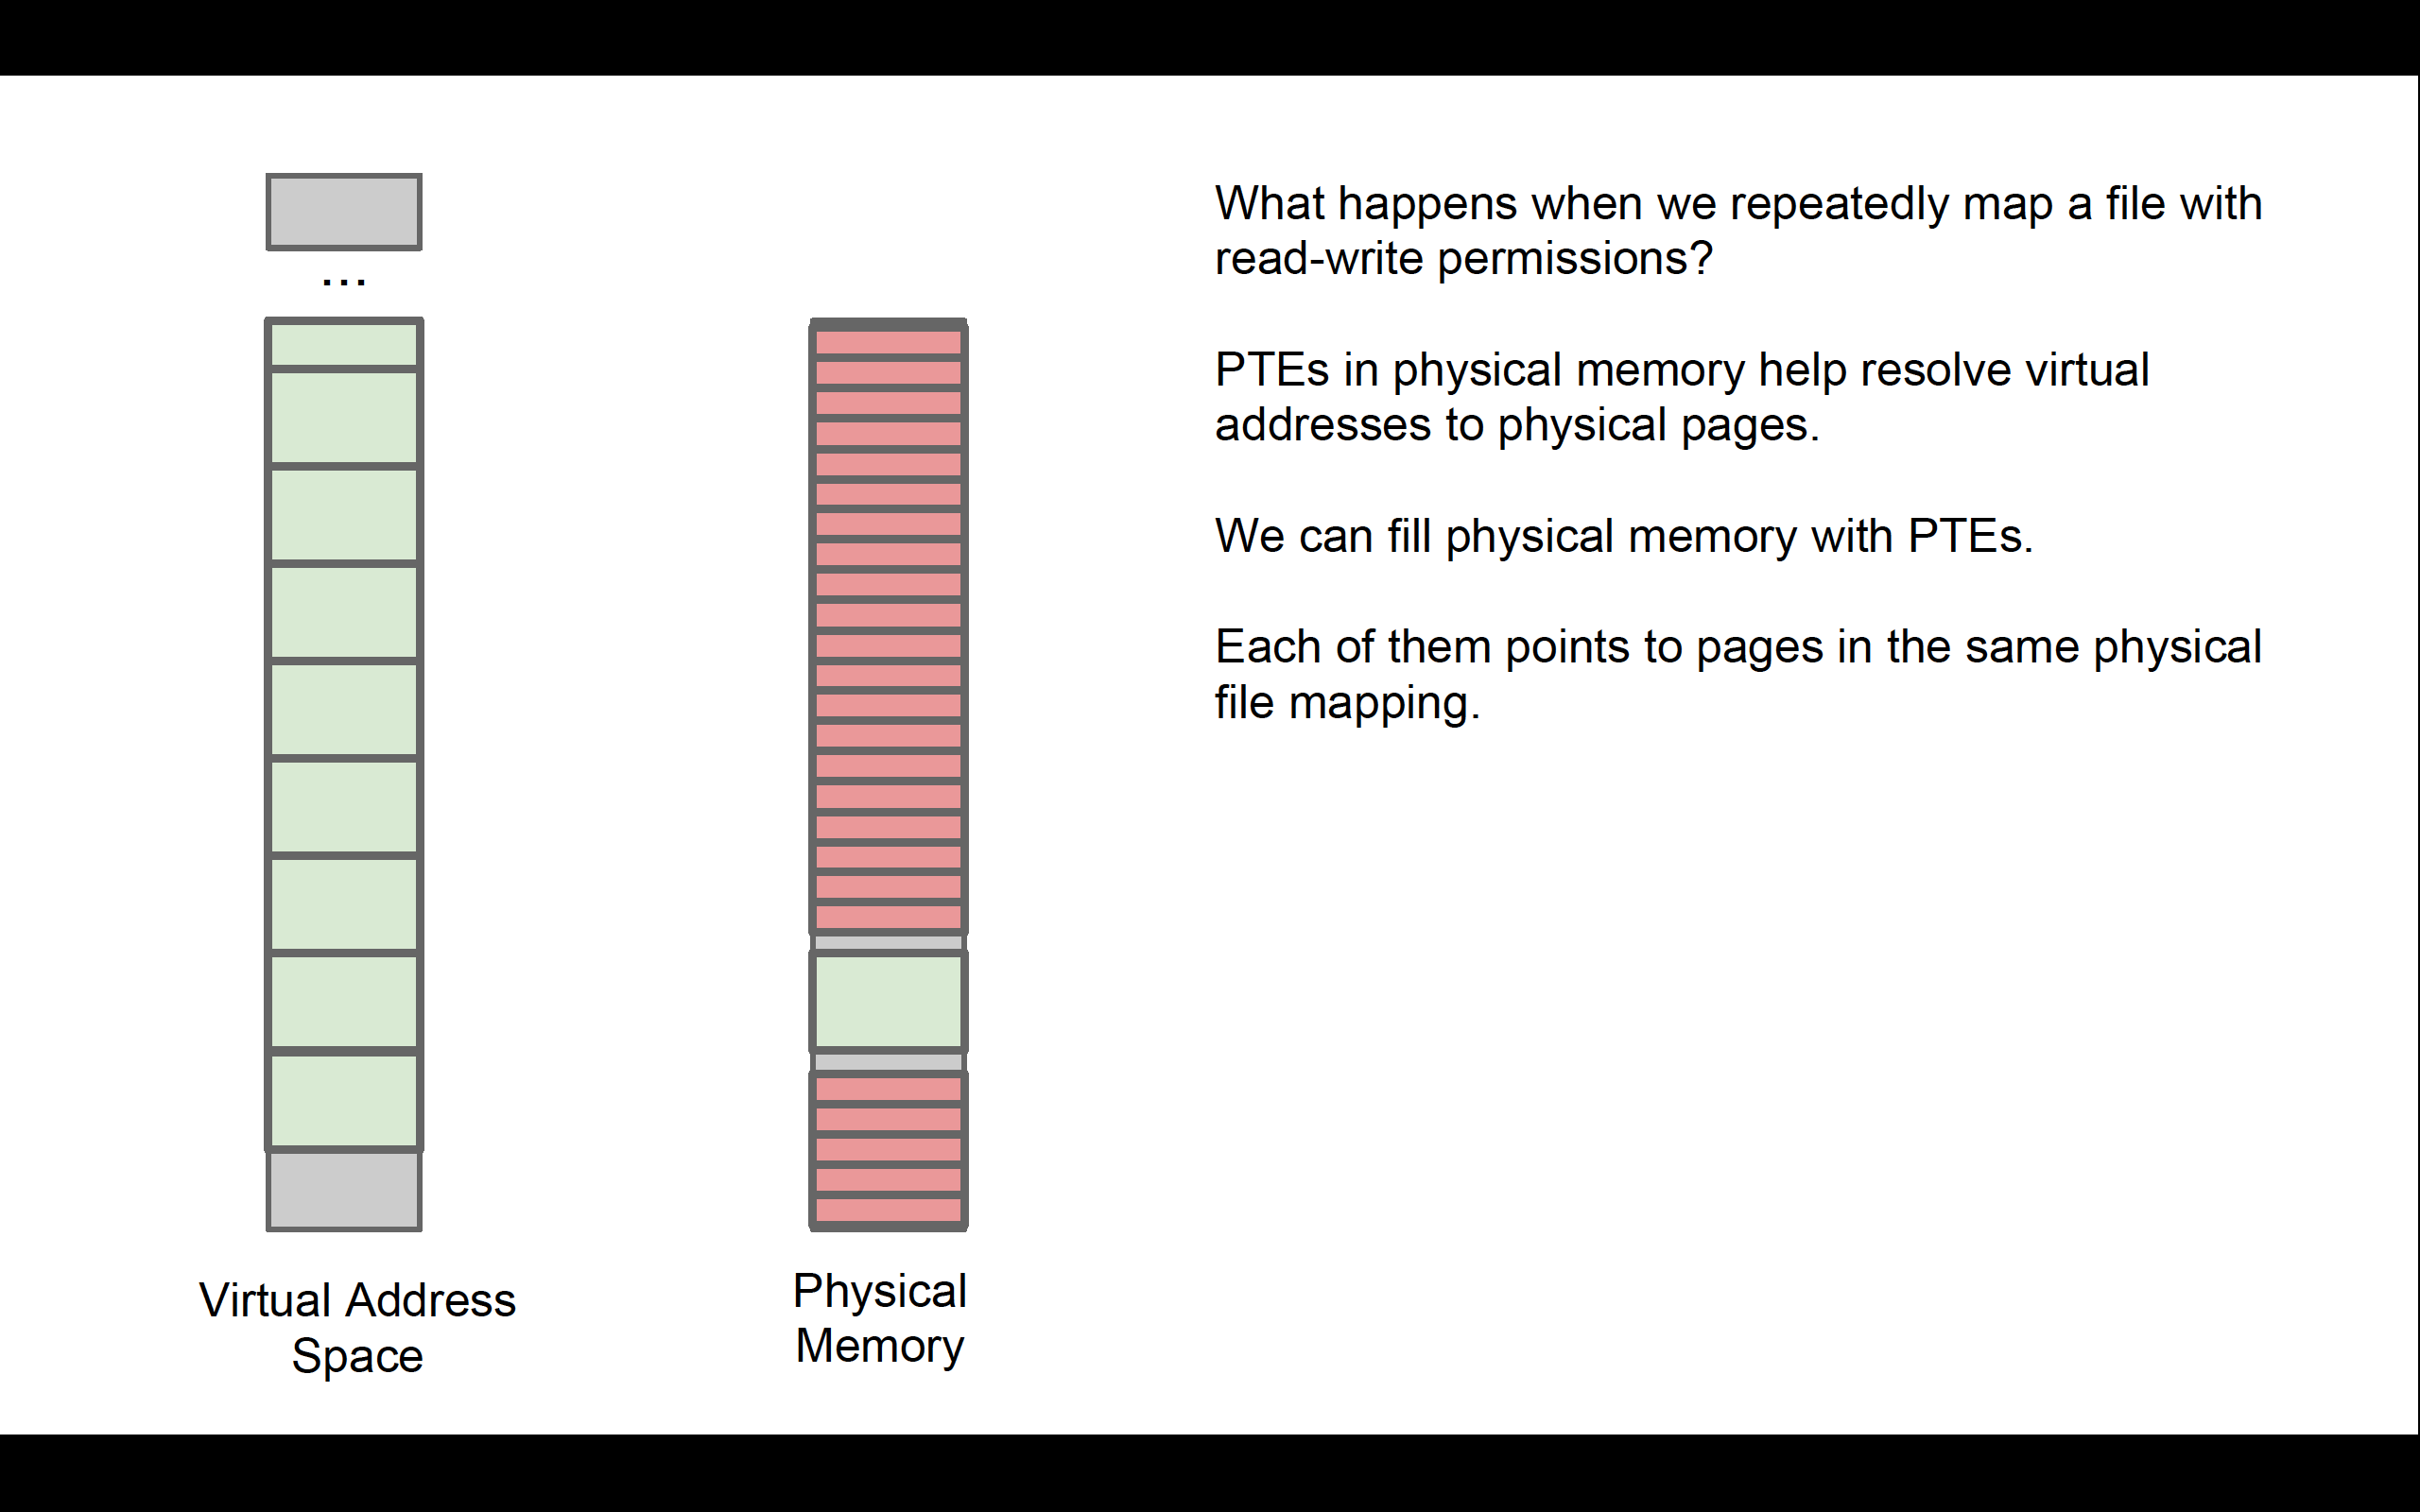 ...
What happens when we repeatedly map a file with
read-write permissions?
PTEs in physical memory help resolve virtual
addresses to physical pages.
We can fill physical memory with PTEs.
Each of them points to pages in the same physical
file mapping.
Virtual Address
Space
Physical
Memory